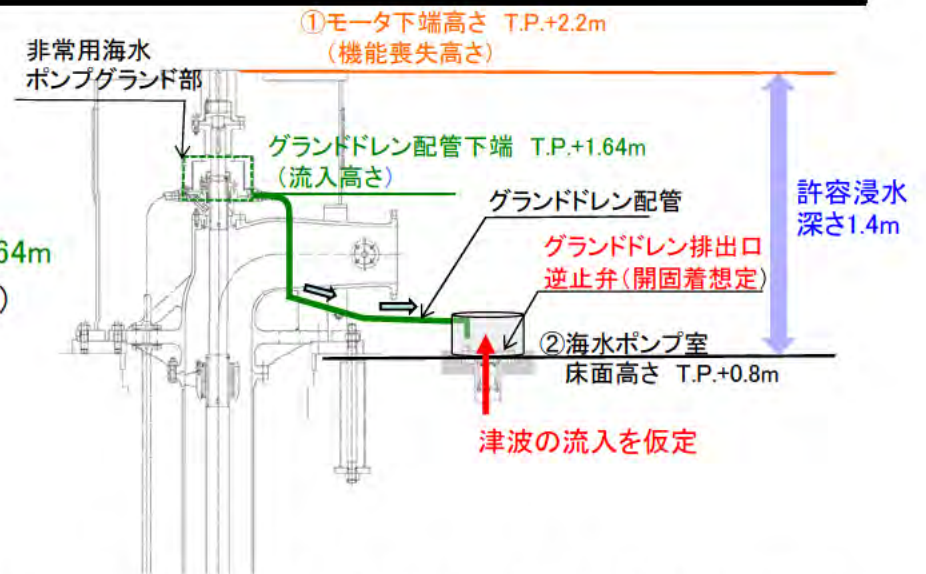 ①モータ下端高さ T.P.+2.2m
(機能喪失高さ)
非常用海水
ポンプグランド部
グランドドレン配管下端 T.P.+1.64m
(流入高さ)
グランドドレン配管
許容浸水
深さ1.4m
グランドドレン排出口
逆止弁(開固着想定)
64m
)
②海水ポンプ室
床面高さ T.P.+0.8m
津波の流入を仮定